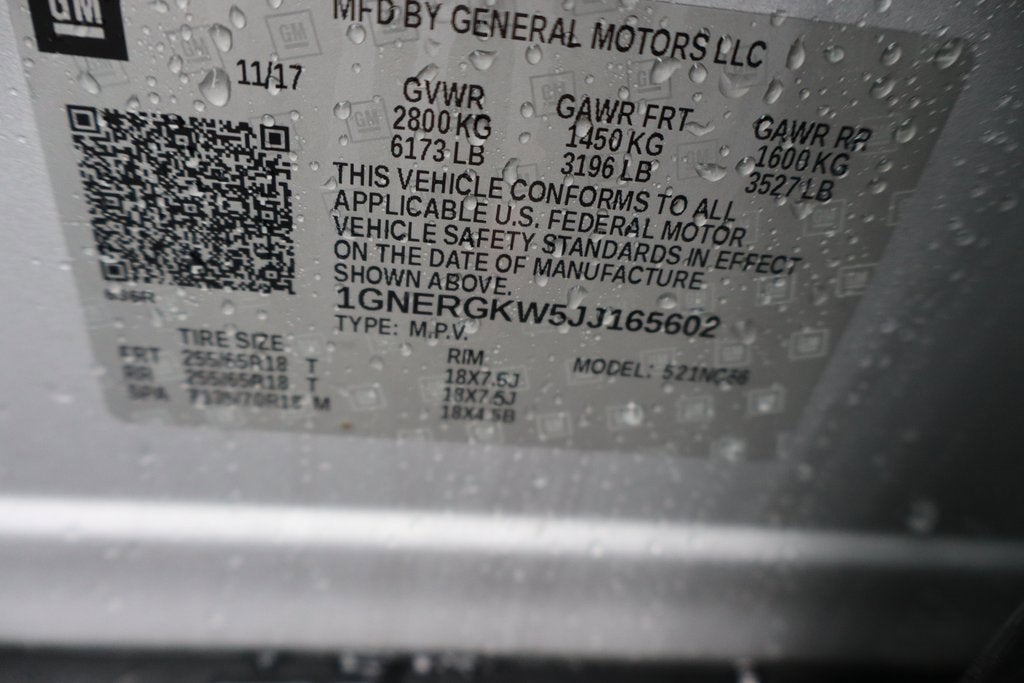 GM
MFD BY GENERAL MOTORS LLC
11/17
GVWR GAWR FRT GAWR RR
2800 KG 1450 KG 1600 KG
6173 LB 3196 LB 3527 LB
THIS VEHICLE CONFORMS TO ALL
APPLICABLE U.S. FEDERAL MOTOR
VEHICLE SAFETY STANDARDS IN EFFECT
ON THE DATE OF MANUFACTURE
SHOWN ABOVE.
1GNERGKW5JJ165602
TYPE: M.P.V.
TIRE SIZE RIM MODEL:
FRT 255/65R18 T 18X7.5J
RR 255/65R18 T 18X7.5J
SPA M 18X4.5B